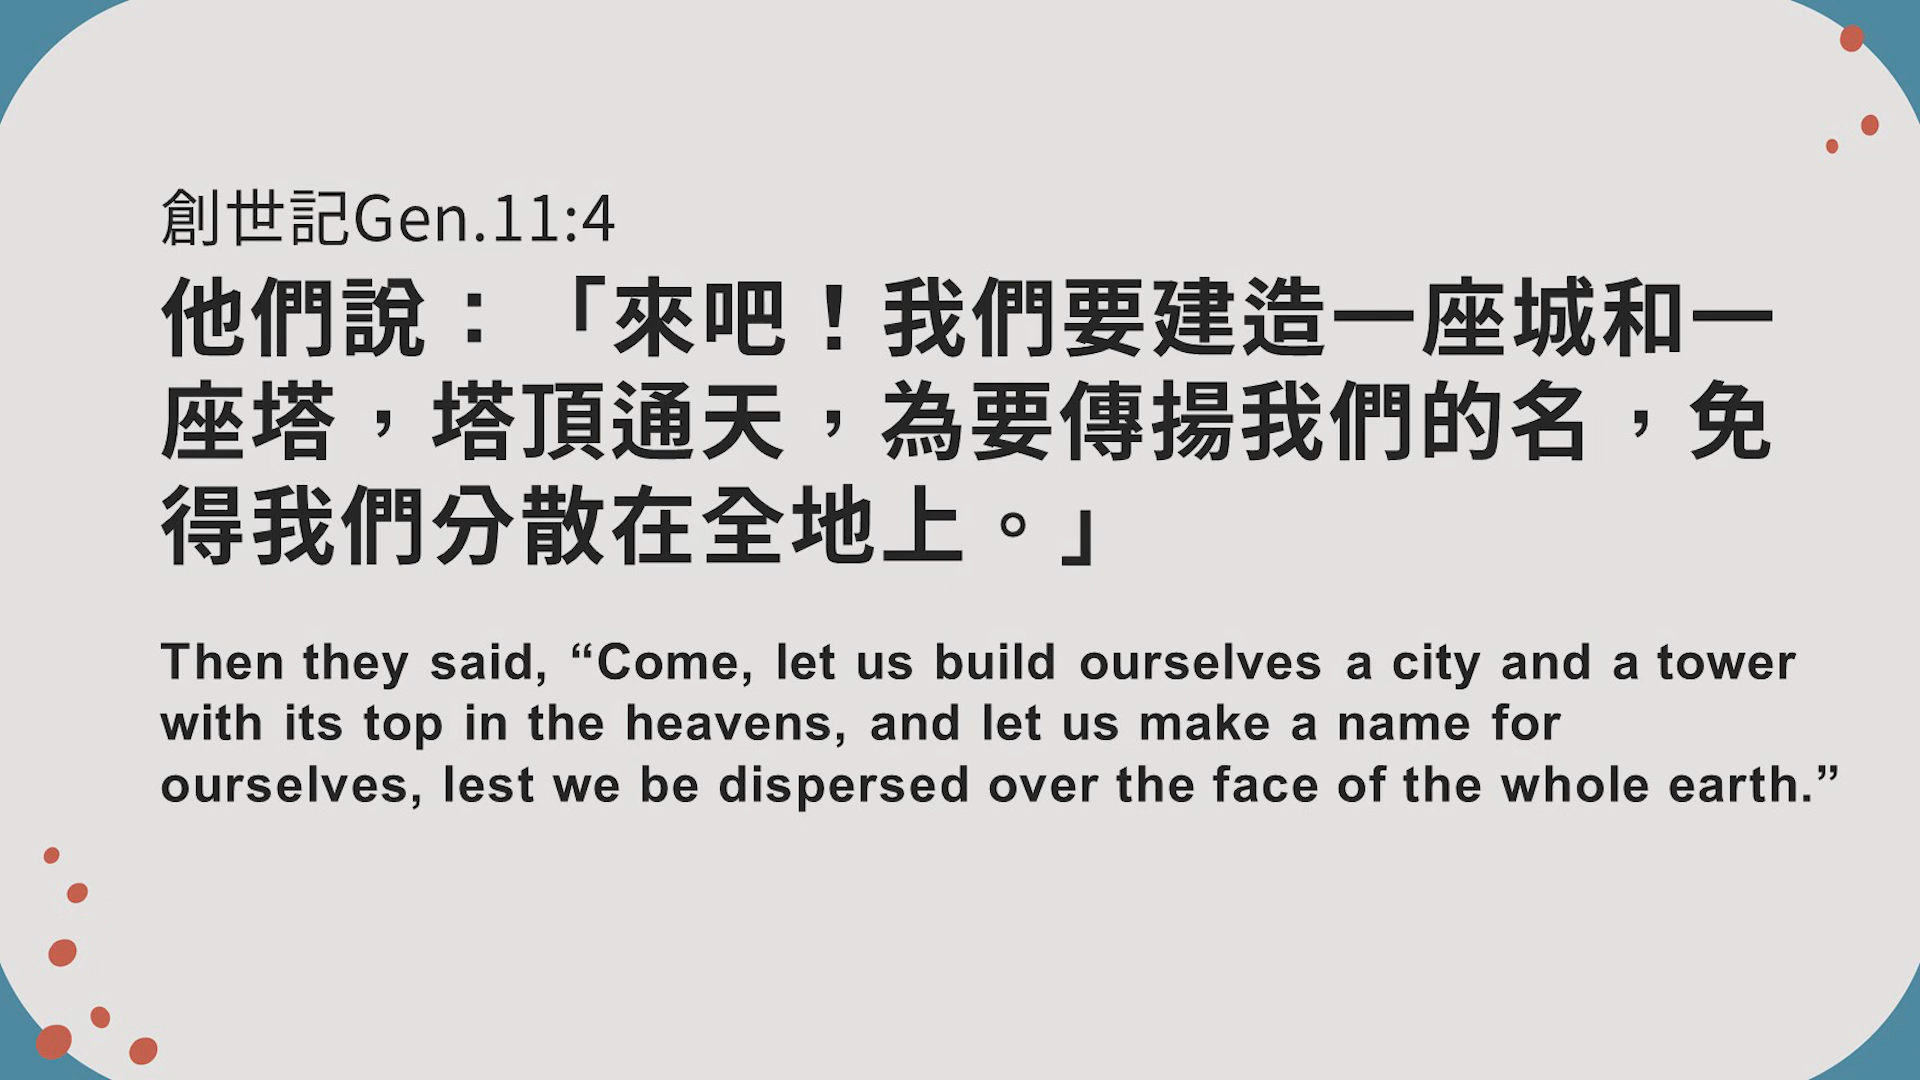 創世記Gen.11:4
他們說：「來吧！我們要建造一座城和一
座塔，塔頂通天，為要傳揚我們的名，免
得我們分散在全地上。」
Then they said, “Come, let us build ourselves a city and a tower
with its top in the heavens, and let us make a name for
ourselves, lest we be dispersed over the face of the whole earth.”